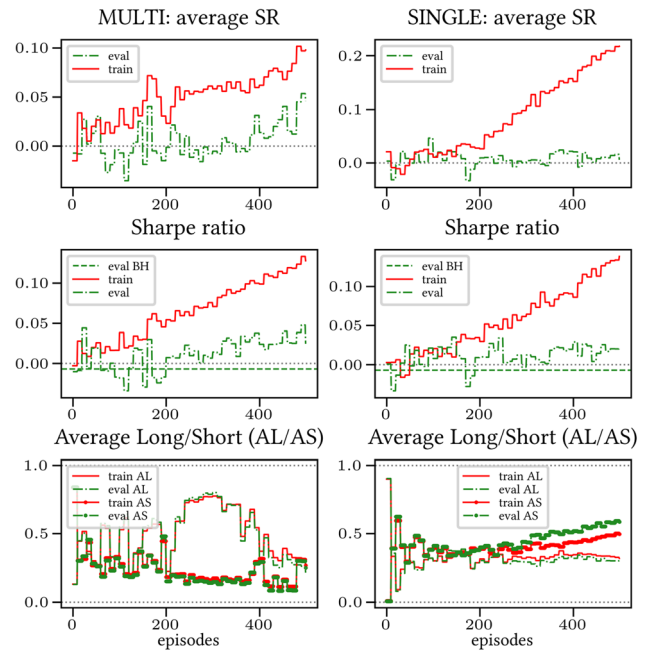 MULTI: average SR
SINGLE: average SR
0.10
0.05
0.00
eval
train
0 200 400
0.2
0.1
0.0
eval
train
0 200 400
Sharpe ratio
Sharpe ratio
0.10
0.05
0.00
eval BH
train
eval
0 200 400
0.10
0.05
0.00
eval BH
train
eval
0 200 400
Average Long/Short (AL/AS)
Average Long/Short (AL/AS)
1.0
0.5
0.0
train AL
eval AL
train AS
eval AS
0 200 400
episodes
1.0
0.5
0.0
train AL
eval AL
train AS
eval AS
0 200 400
episodes